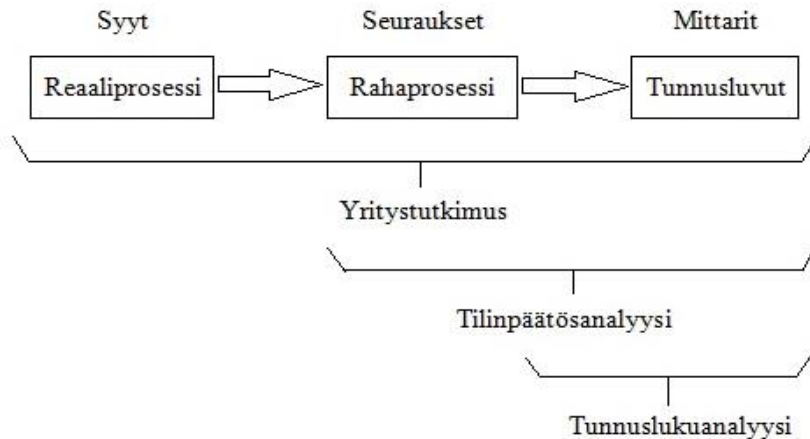 Syyt Seuraukset Mittarit
Reaaliprosessi Rahaprosessi Tunnusluvut
Yritystutkimus
Tilinpäätösanalyysi
Tunnuslukuanalyysi